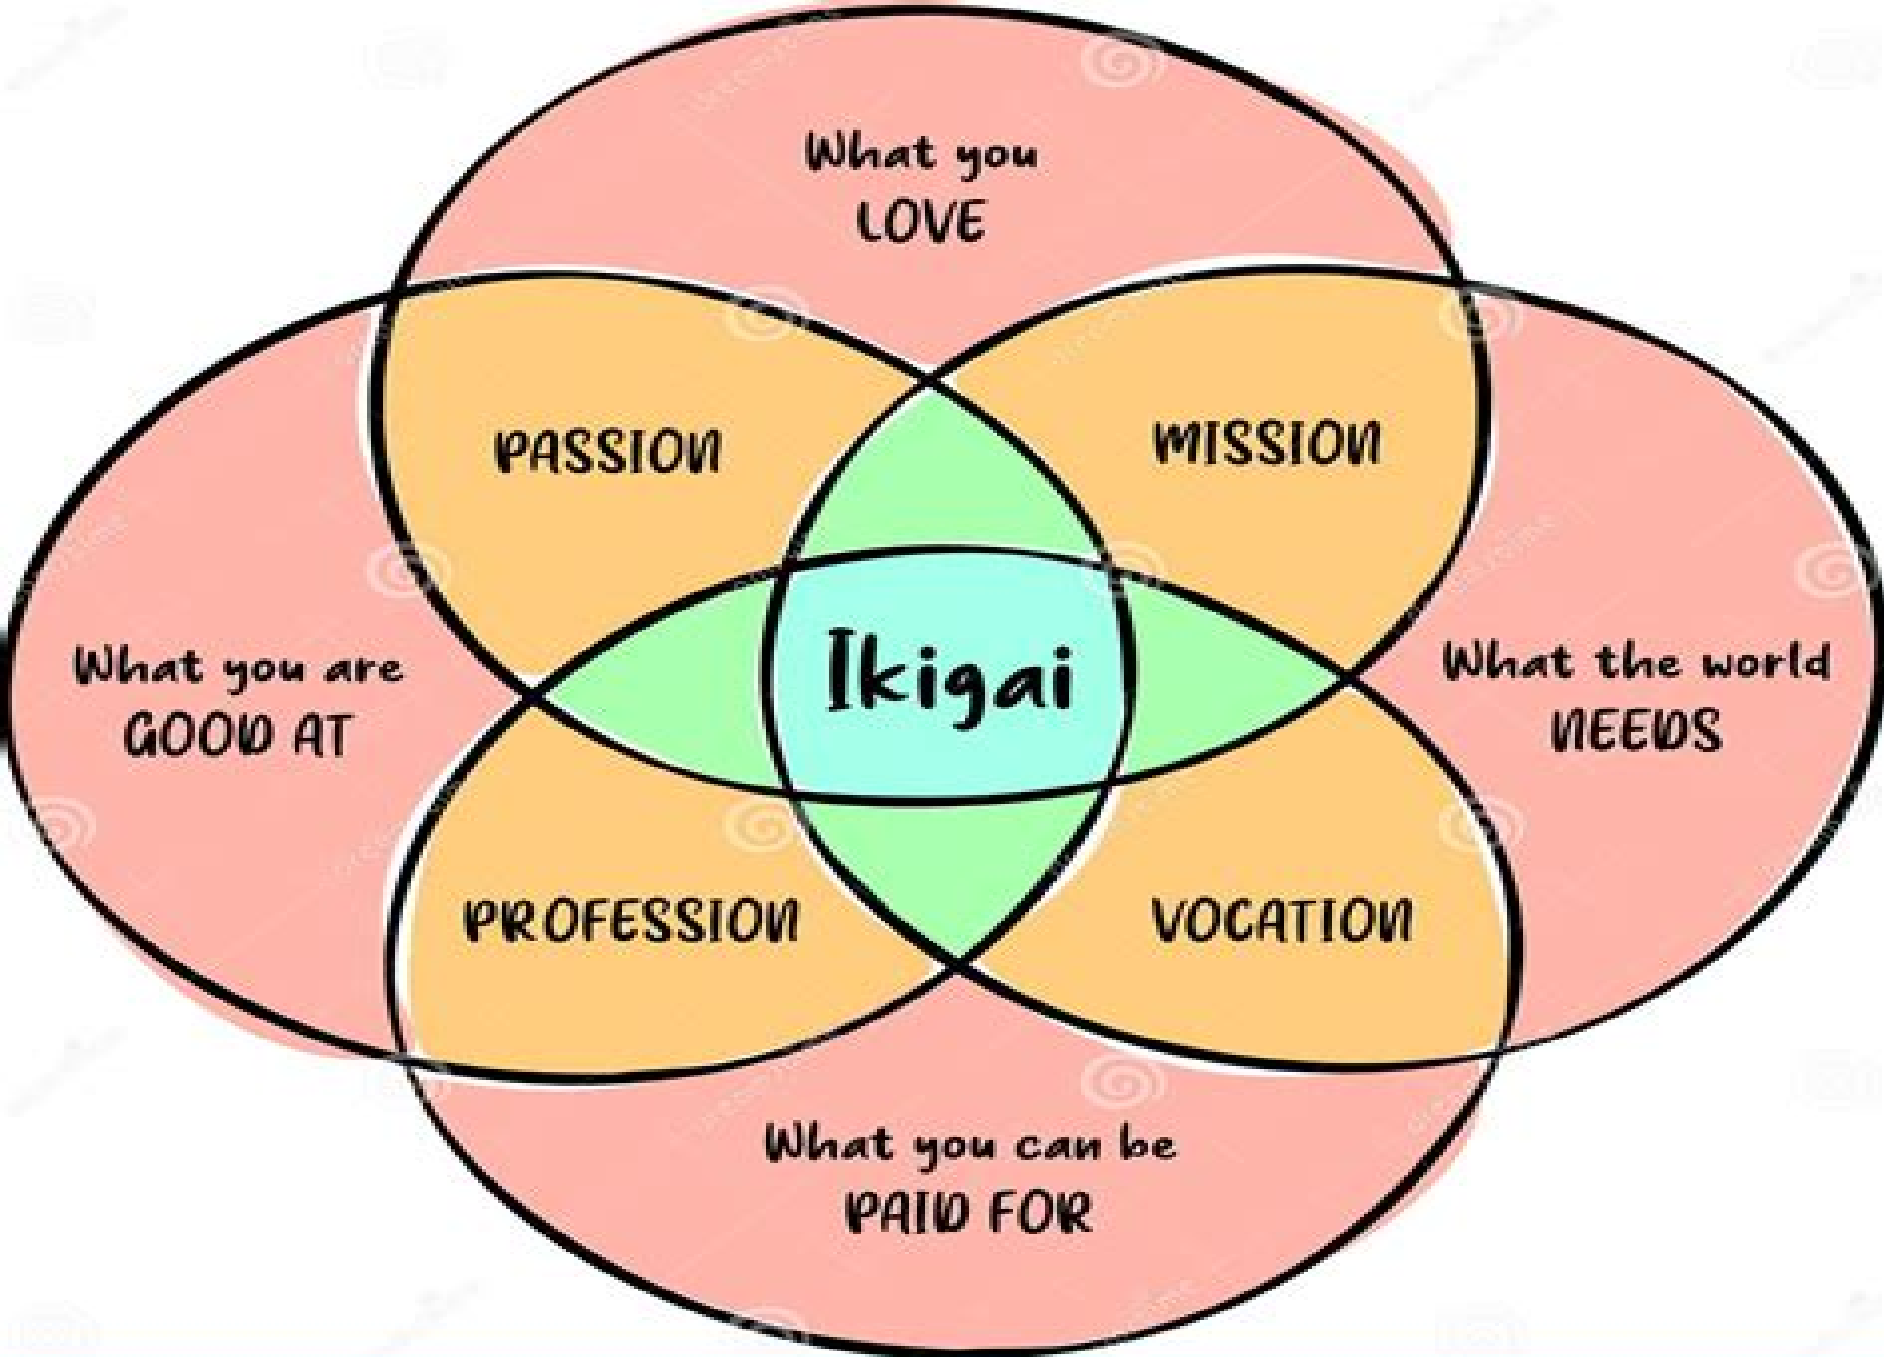 What you
LOVE
PASSION
MISSION
Ikigai
What you are
GOOD AT
What the world
NEEDS
PROFESSION
VOCATION
What you can be
PAID FOR